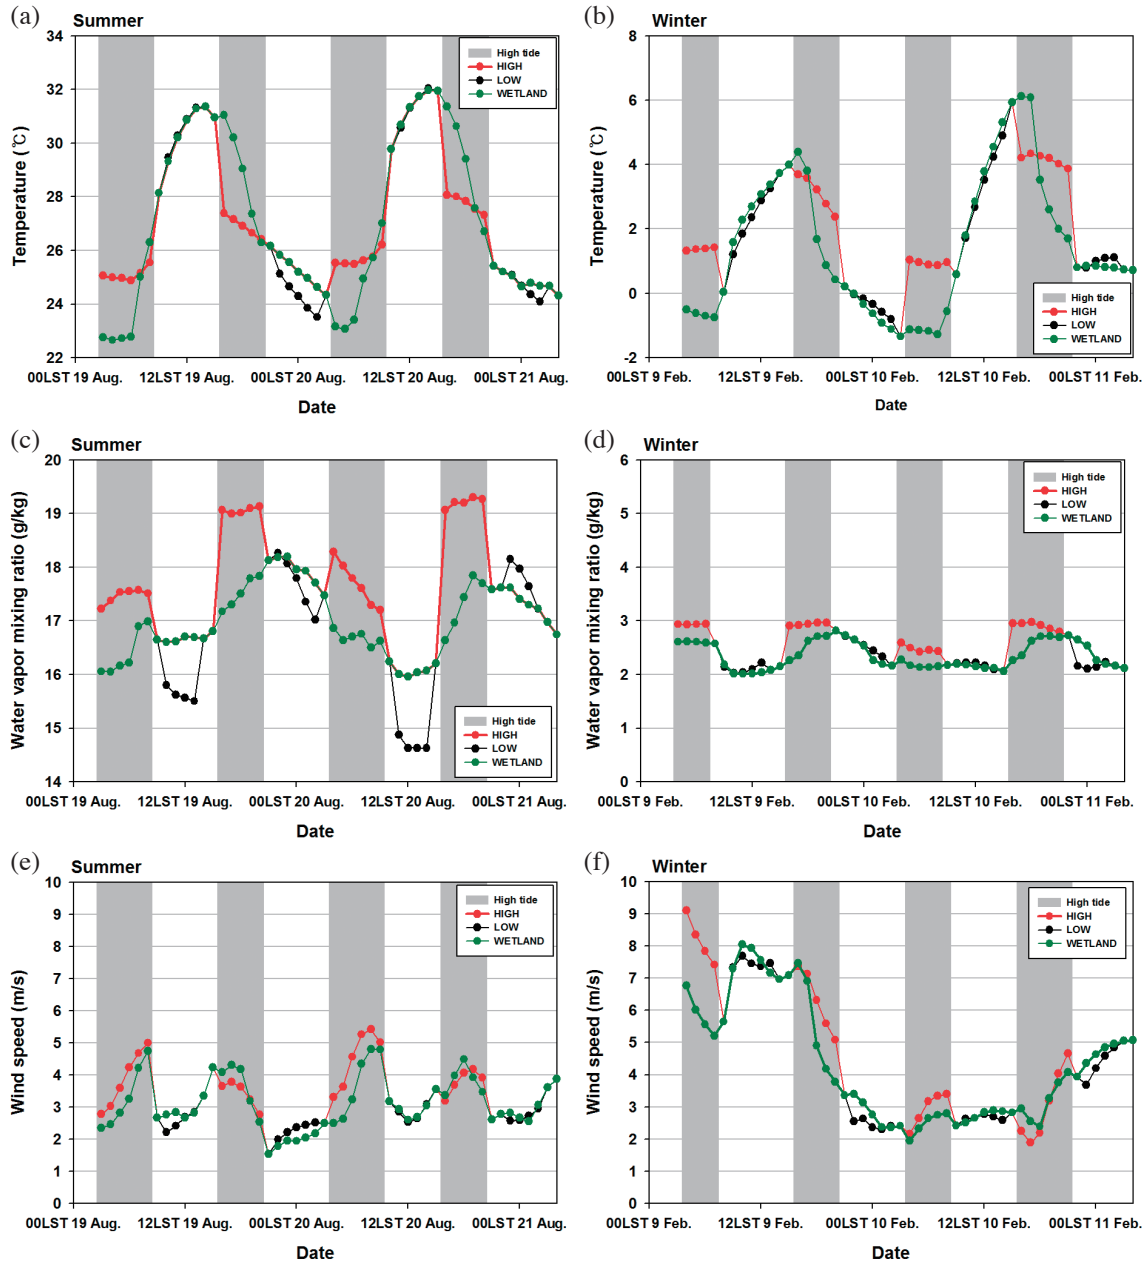 (a) Summer
Temperature (℃)
34
32
30
28
26
24
22
High tide
HIGH
LOW
WETLAND
00LST 19 Aug. 12LST 19 Aug. 00LST 20 Aug. 12LST 20 Aug. 00LST 21 Aug.
Date
(b) Winter
Temperature (℃)
8
6
4
2
0
-2
High tide
HIGH
LOW
WETLAND
00LST 9 Feb. 12LST 9 Feb. 00LST 10 Feb. 12LST 10 Feb. 00LST 11 Feb.
Date
(c) Summer
Water vapor mixing ratio (g/kg)
20
19
18
17
16
15
14
High tide
HIGH
LOW
WETLAND
00LST 19 Aug. 12LST 19 Aug. 00LST 20 Aug. 12LST 20 Aug. 00LST 21 Aug.
Date
(d) Winter
Water vapor mixing ratio (g/kg)
6
5
4
3
2
1
0
High tide
HIGH
LOW
WETLAND
00LST 9 Feb. 12LST 9 Feb. 00LST 10 Feb. 12LST 10 Feb. 00LST 11 Feb.
Date
(e) Summer
Wind speed (m/s)
10
9
8
7
6
5
4
3
2
1
0
High tide
HIGH
LOW
WETLAND
00LST 19 Aug. 12LST 19 Aug. 00LST 20 Aug. 12LST 20 Aug. 00LST 21 Aug.
Date
(f) Winter
Wind speed (m/s)
10
9
8
7
6
5
4
3
2
1
0
High tide
HIGH
LOW
WETLAND
00LST 9 Feb. 12LST 9 Feb. 00LST 10 Feb. 12LST 10 Feb. 00LST 11 Feb.
Date